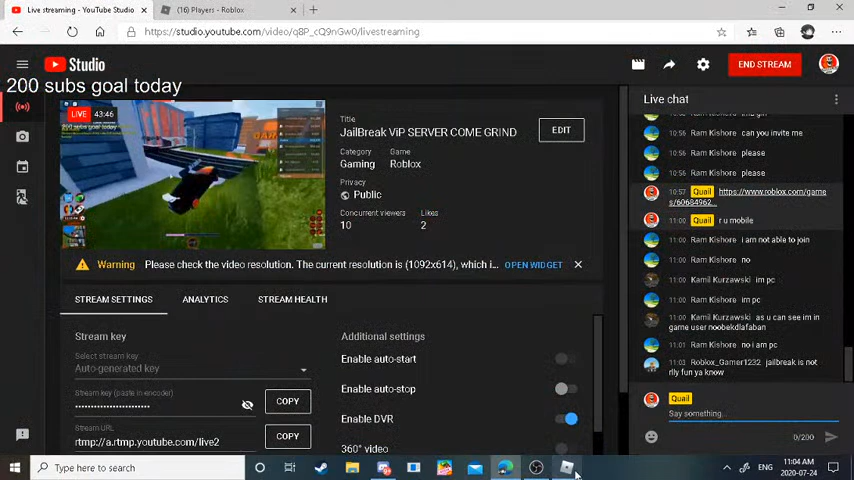 Live streaming - YouTube Studio
(16) Players - Roblox
https://studio.youtube.com/video/q8P_cQ9nGw0/livestreaming
Studio
END STREAM
200 subs goal today
LIVE 43:46
Title
JailBreak ViP SERVER COME GRIND
EDIT
Category
Game
Gaming
Roblox
Privacy
Public
Concurrent viewers
Likes
10
2
Warning Please check the video resolution. The current resolution is (1092x614), which i...
OPEN WIDGET
STREAM SETTINGS
ANALYTICS
STREAM HEALTH
Stream key
Select stream key
Auto-generated key
Stream key (paste in encoder)
COPY
Stream URL
rtmp://a.rtmp.youtube.com/live2
COPY
Additional settings
Enable auto-start
Enable auto-stop
Enable DVR
360° video
Live chat
10:56 Ram Kishore can you invite me
10:56 Ram Kishore please
10:56 Ram Kishore please
10:57 Quail https://www.roblox.com/game
s/60684962...
11:00 Quail r u mobile
11:00 Ram Kishore i am not able to join
11:00 Ram Kishore no
11:00 Kamil Kurzawski im pc
11:00 Ram Kishore im pc
11:00 Kamil Kurzawski as u can see im in
game user noobekdlafaban
11:01 Ram Kishore no i am pc
11:03 Roblox_Gamer1232 jailbreak is not
rlly fun ya know
Quail
Say something...
0/200
Type here to search
ENG
11:04 AM
2020-07-24